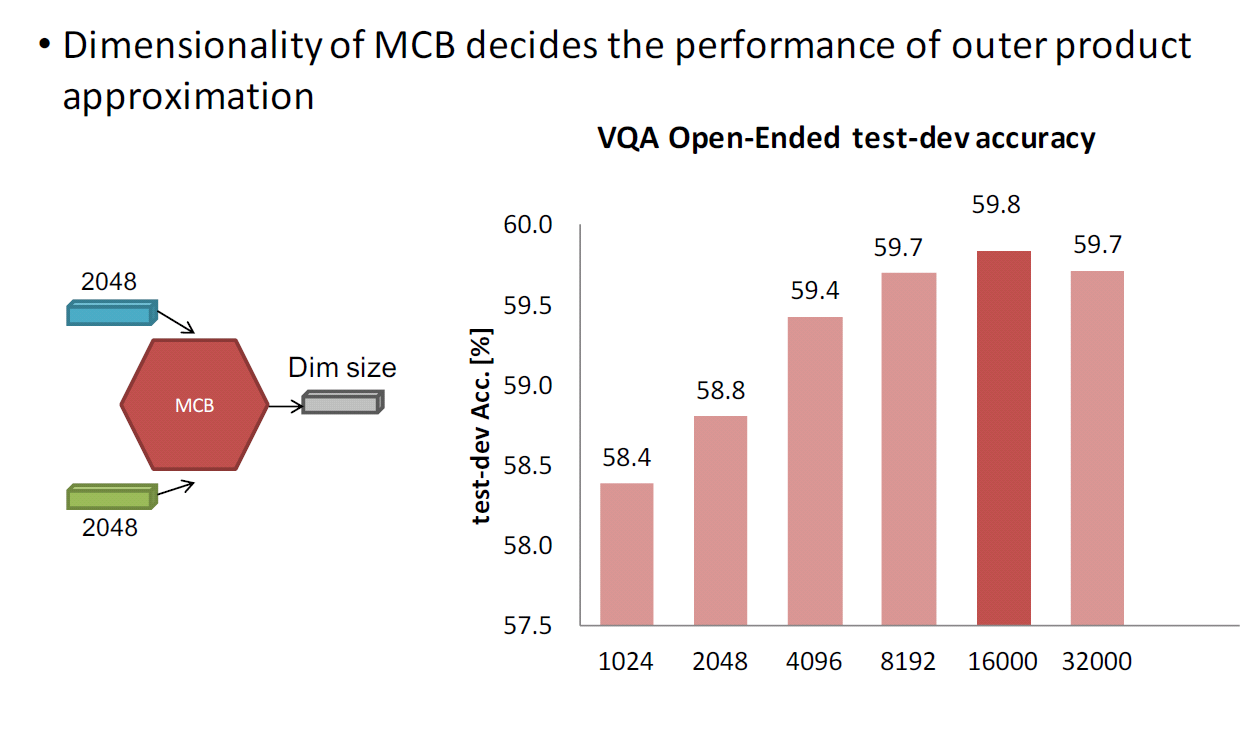 • Dimensionality of MCB decides the performance of outer product
approximation
VQA Open-Ended test-dev accuracy
2048
MCB
Dim size
2048
test-dev Acc. [%]
60.0
59.5
59.0
58.5
58.0
57.5
58.4
58.8
59.4
59.7
59.8
59.7
1024 2048 4096 8192 16000 32000